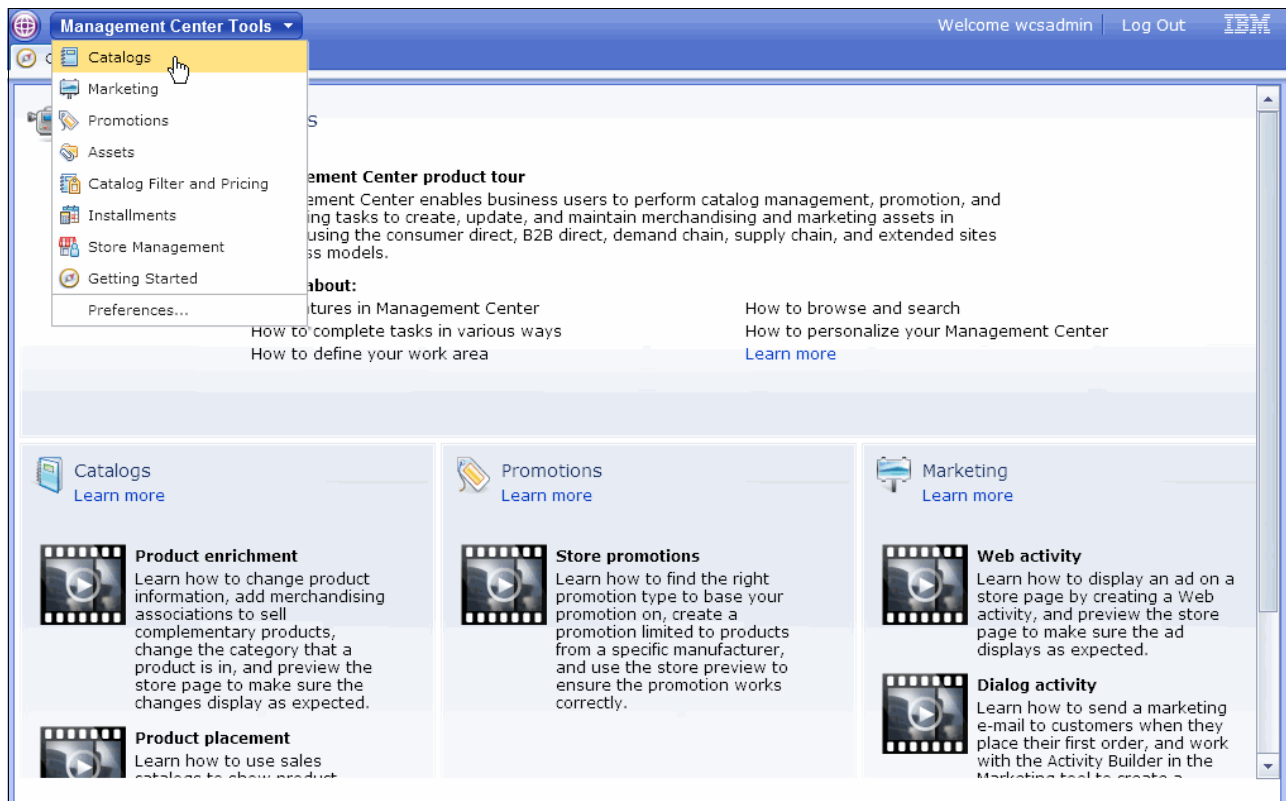 Management Center Tools
Welcome wcsadmin
Log Out
IBM
Catalogs
Marketing
Promotions
Assets
Catalog Filter and Pricing
Installments
Store Management
Getting Started
Preferences...
s
ement Center product tour
ement Center enables business users to perform catalog management, promotion, and
ing tasks to create, update, and maintain merchandising and marketing assets in
using the consumer direct, B2B direct, demand chain, supply chain, and extended sites
ss models.
about:
tures in Management Center
How to complete tasks in various ways
How to define your work area
How to browse and search
How to personalize your Management Center
Learn more
Catalogs
Learn more
Product enrichment
Learn how to change product
information, add merchandising
associations to sell
complementary products,
change the category that a
product is in, and preview the
store page to make sure the
changes display as expected.
Product placement
Learn how to use sales
catalogs to show product
Promotions
Learn more
Store promotions
Learn how to find the right
promotion type to base your
promotion on, create a
promotion limited to products
from a specific manufacturer,
and use the store preview to
ensure the promotion works
correctly.
Marketing
Learn more
Web activity
Learn how to display an ad on a
store page by creating a Web
activity, and preview the store
page to make sure the ad
displays as expected.
Dialog activity
Learn how to send a marketing
e-mail to customers when they
place their first order, and work
with the Activity Builder in the
Marketing tool to create a